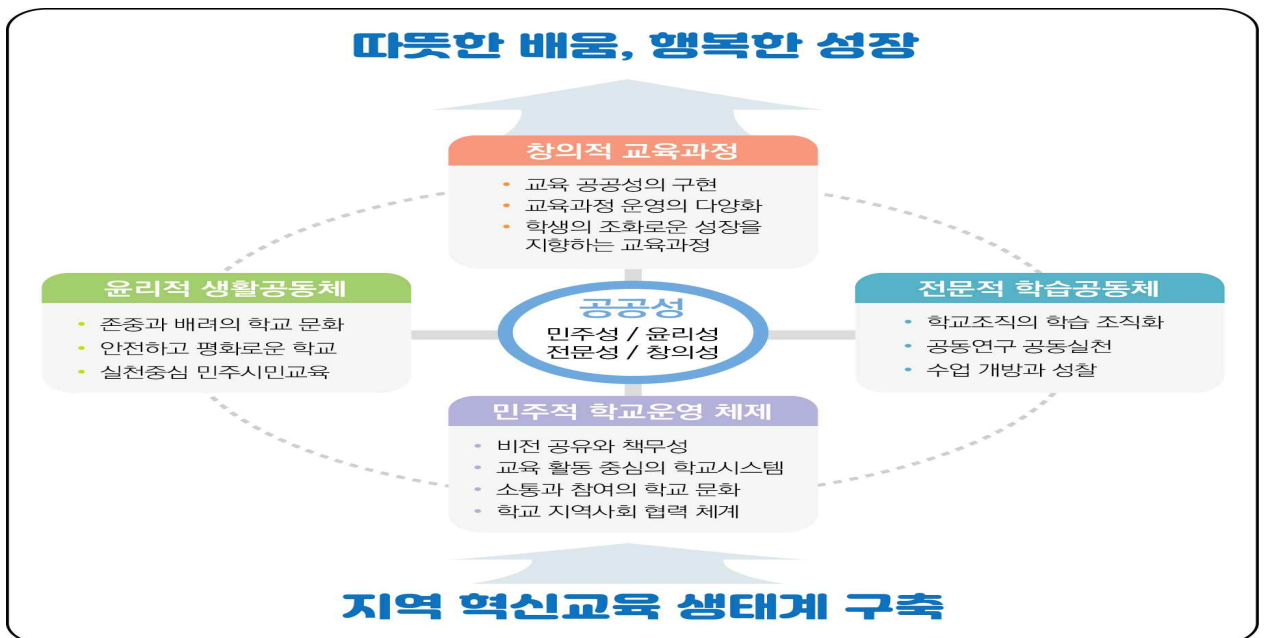 따뜻한 배움, 행복한 성장
창의적 교육과정
• 교육 공공성의 구현
• 교육과정 운영의 다양화
• 학생의 조화로운 성장을
지향하는 교육과정
윤리적 생활공동체
• 존중과 배려의 학교 문화
• 안전하고 평화로운 학교
• 실천중심 민주시민교육
공공성
민주성 / 윤리성
전문성 / 창의성
전문적 학습공동체
• 학교조직의 학습 조직화
• 공동연구 공동실천
• 수업 개방과 성찰
민주적 학교운영 체제
• 비전 공유와 책무성
• 교육 활동 중심의 학교시스템
• 소통과 참여의 학교 문화
• 학교 지역사회 협력 체계
지역 혁신교육 생태계 구축